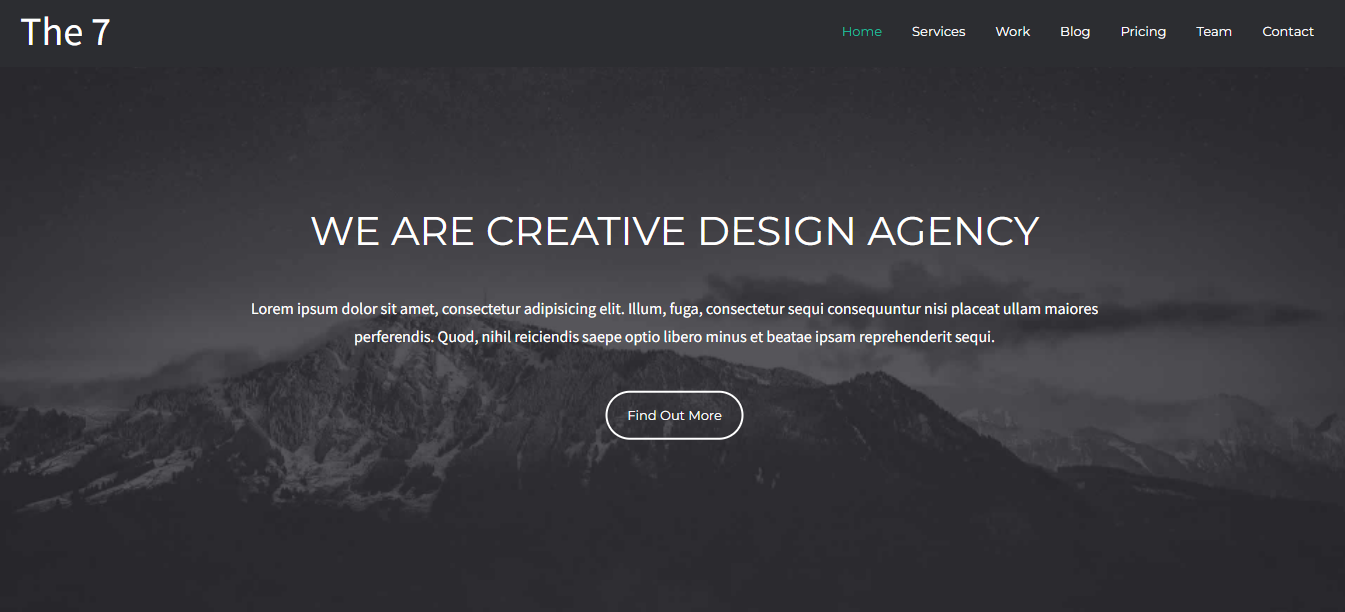 The 7
Home Services Work Blog Pricing Team Contact
WE ARE CREATIVE DESIGN AGENCY
Lorem ipsum dolor sit amet, consectetur adipisicing elit. Illum, fuga, consectetur sequi consequuntur nisi placeat ullam maiores
perferendis. Quod, nihil reiciendis saepe optio libero minus et beatae ipsam reprehenderit sequi.
Find Out More